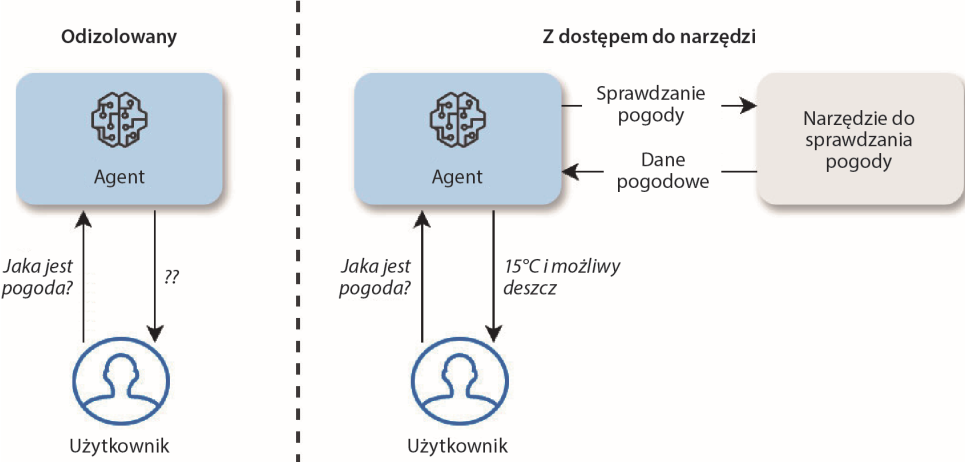 Odizolowany
Agent
Jaka jest
pogoda?
??
Użytkownik
Z dostępem do narzędzi
Agent
Sprawdzanie
pogody
Dane
pogodowe
Narzędzie do
sprawdzania
pogody
Jaka jest
pogoda?
15°C i możliwy
deszcz
Użytkownik